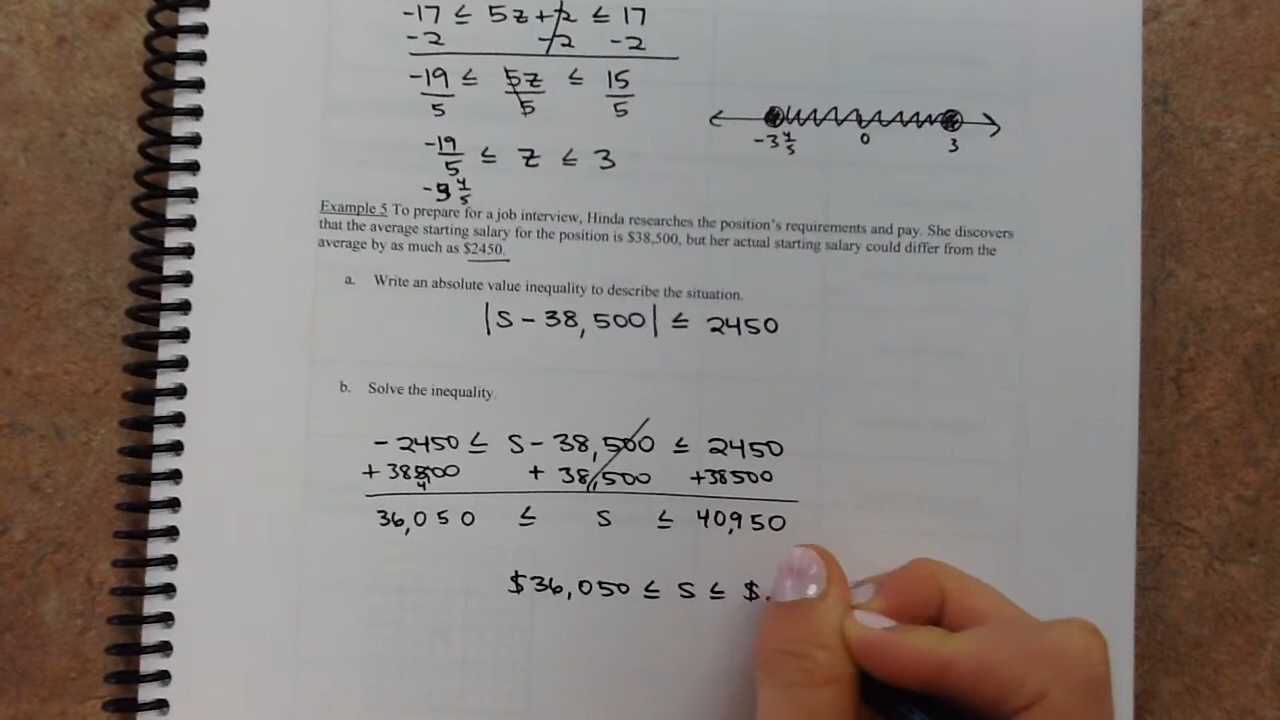 -17 ≤ 5z+2 ≤ 17
-2 -2 -2
-19/5 ≤ 5z/5 ≤ 15/5
-19/5 ≤ z ≤ 3
-3 4/5
-3 4/5 0 3
Example 5 To prepare for a job interview, Hinda researches the position's requirements and pay. She discovers
that the average starting salary for the position is $38,500, but her actual starting salary could differ from the
average by as much as $2450.
a. Write an absolute value inequality to describe the situation.
|S - 38,500| ≤ 2450
b. Solve the inequality.
-2450 ≤ S - 38,500 ≤ 2450
+38500 + 38,500 +38500
36,050 ≤ S ≤ 40,950
$36,050 ≤ S ≤ $